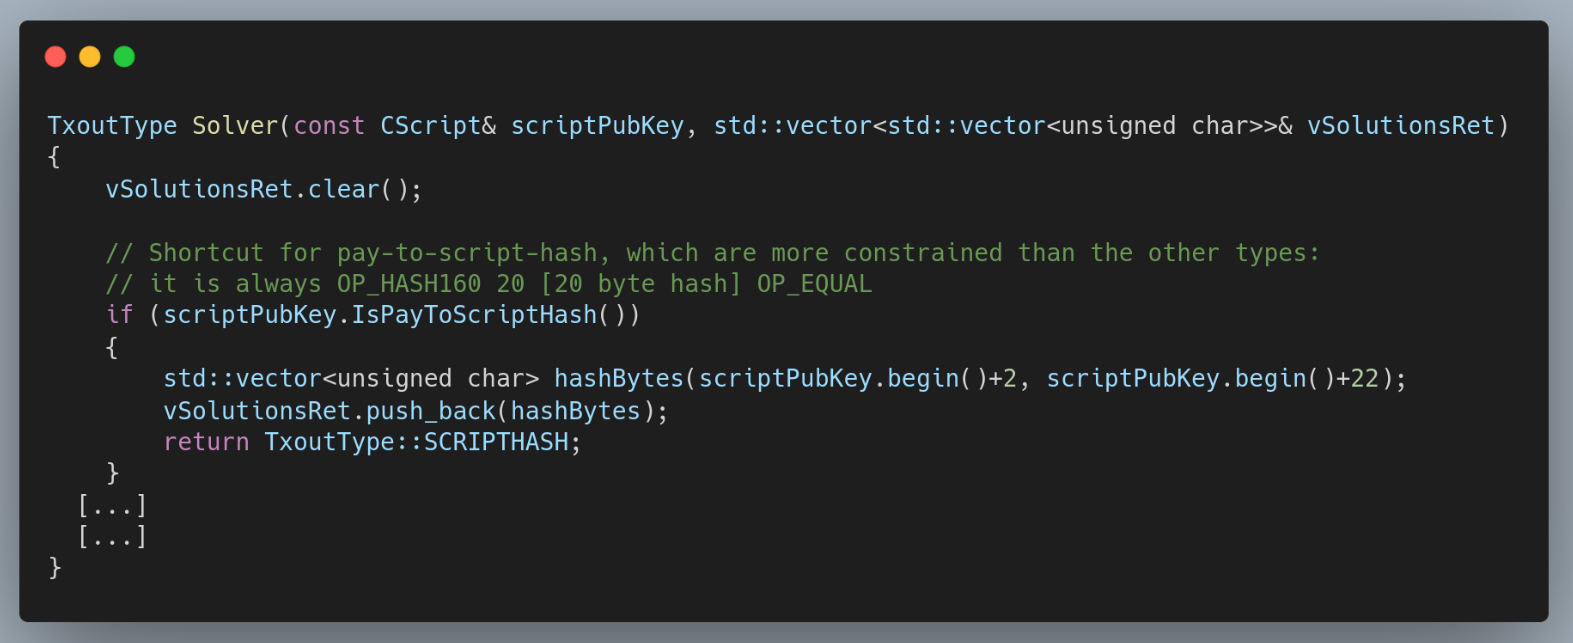 TxoutType Solver(const CScript& scriptPubKey, std::vector<std::vector<unsigned char>>& vSolutionsRet)
{
    vSolutionsRet.clear();

    // Shortcut for pay-to-script-hash, which are more constrained than the other types:
    // it is always OP_HASH160 20 [20 byte hash] OP_EQUAL
    if (scriptPubKey.IsPayToScriptHash())
    {
        std::vector<unsigned char> hashBytes(scriptPubKey.begin()+2, scriptPubKey.begin()+22);
        vSolutionsRet.push_back(hashBytes);
        return TxoutType::SCRIPTHASH;
    }
  [...]
  [...]
}